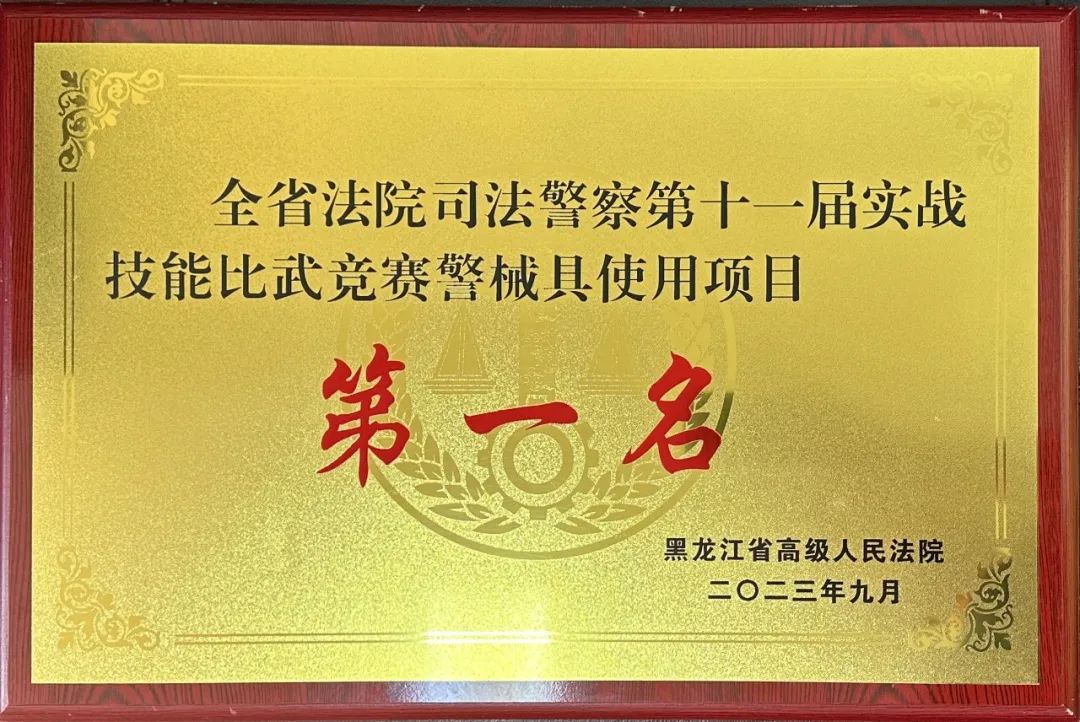 全省法院司法警察第十一届实战
技能比武竞赛警械具使用项目
第一名
黑龙江省高级人民法院
二〇二三年九月